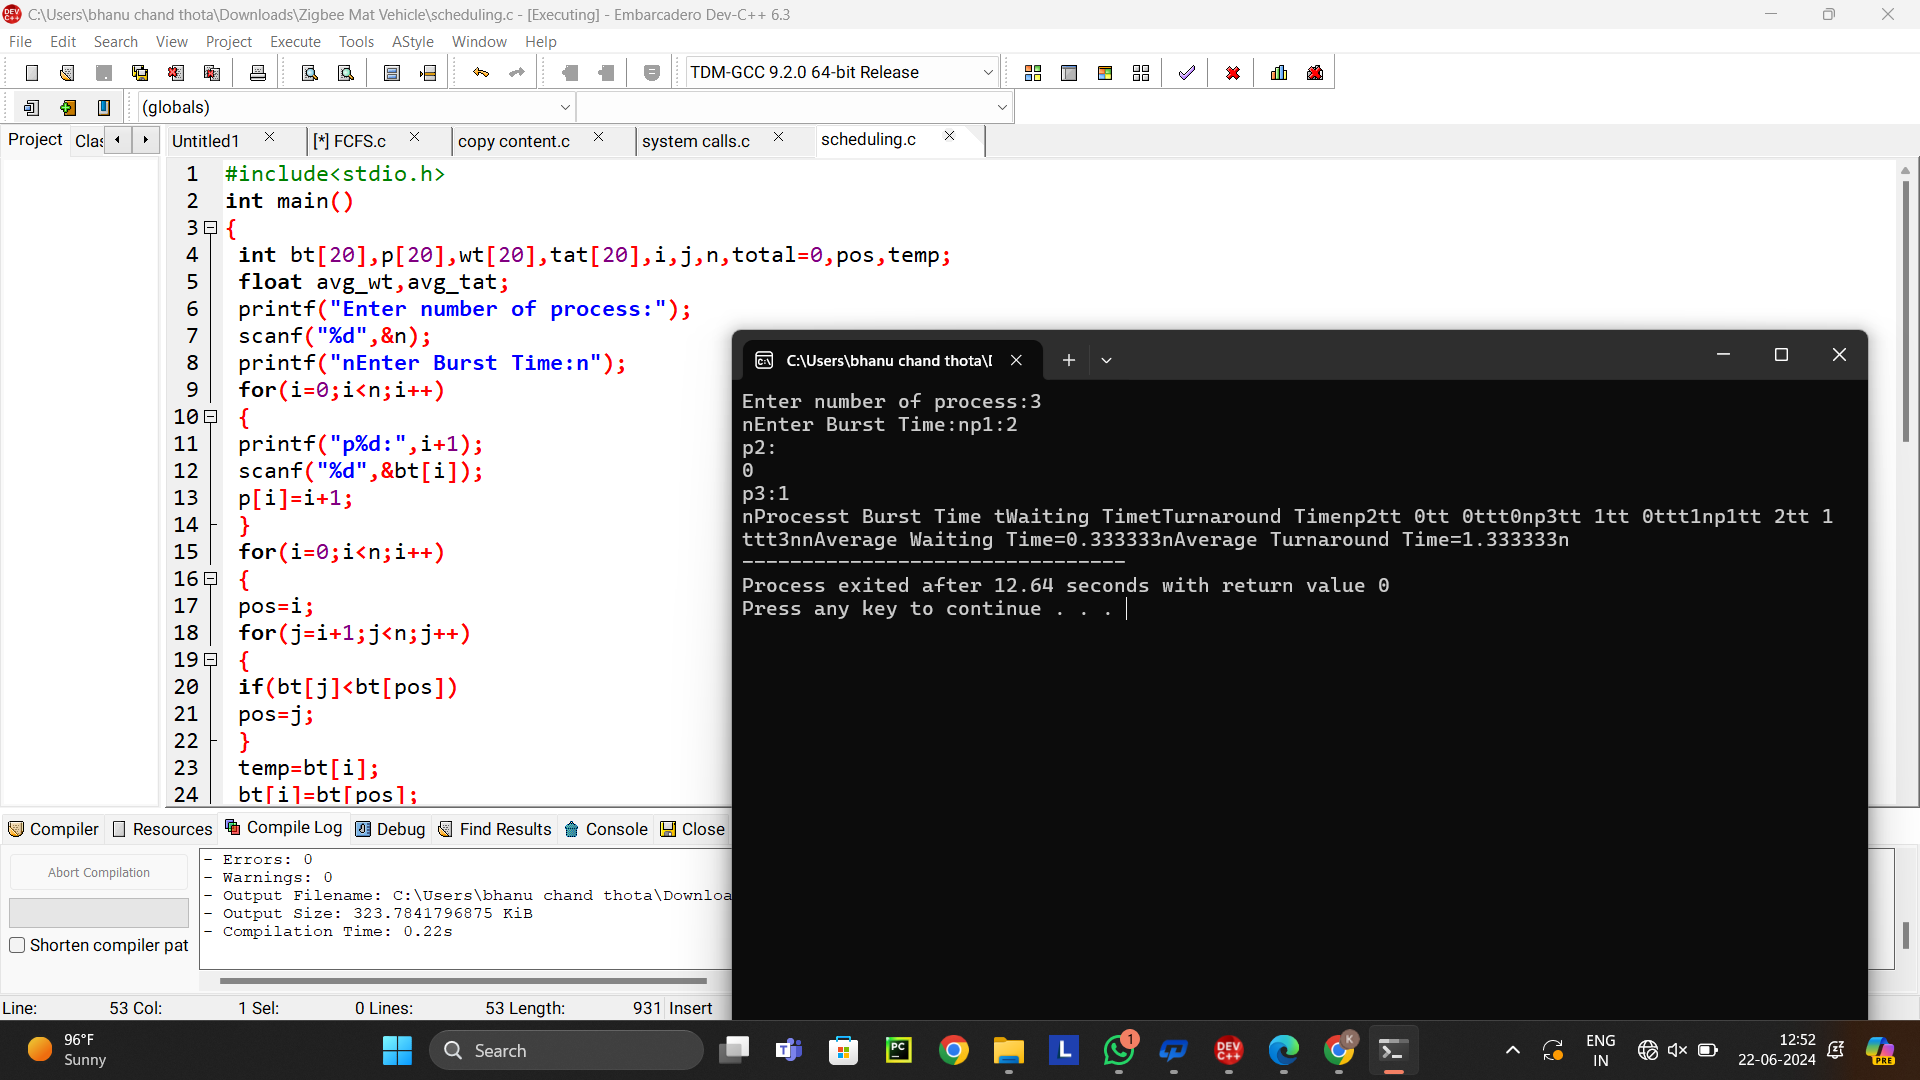 C:\Users\bhanu chand thota\Downloads\Zigbee Mat Vehicle\scheduling.c - [Executing] - Embarcadero Dev-C++ 6.3
File Edit Search View Project Execute Tools AStyle Window Help
TDM-GCC 9.2.0 64-bit Release
(globals)
Project Clas Untitled1 [*] FCFS.c copy content.c system calls.c scheduling.c
1 #include<stdio.h>
2 int main()
3 {
4 int bt[20],p[20],wt[20],tat[20],i,j,n,total=0,pos,temp;
5 float avg_wt,avg_tat;
6 printf("Enter number of process:");
7 scanf("%d",&n);
8 printf("nEnter Burst Time:n");
9 for(i=0;i<n;i++)
10 {
11 printf("p%d:",i+1);
12 scanf("%d",&bt[i]);
13 p[i]=i+1;
14 }
15 for(i=0;i<n;i++)
16 {
17 pos=i;
18 for(j=i+1;j<n;j++)
19 {
20 if(bt[j]<bt[pos])
21 pos=j;
22 }
23 temp=bt[i];
24 bt[i]=bt[pos];
C:\Users\bhanu chand thota\
Enter number of process:3
nEnter Burst Time:np1:2
p2:
0
p3:1
nProcesst Burst Time tWaiting TimetTurnaround Timenp2tt 0tt 0ttt0np3tt 1tt 0ttt1np1tt 2tt 1
ttt3nnAverage Waiting Time=0.333333nAverage Turnaround Time=1.333333n
--------------------------------
Process exited after 12.64 seconds with return value 0
Press any key to continue . . .
Compiler Resources Compile Log Debug Find Results Console Close
Abort Compilation
Shorten compiler pat
- Errors: 0
- Warnings: 0
- Output Filename: C:\Users\bhanu chand thota\Downloa
- Output Size: 323.7841796875 KiB
- Compilation Time: 0.22s
Line: 53 Col: 1 Sel: 0 Lines: 53 Length: 931 Insert
96°F
Sunny
Search
ENG
IN
12:52
22-06-2024